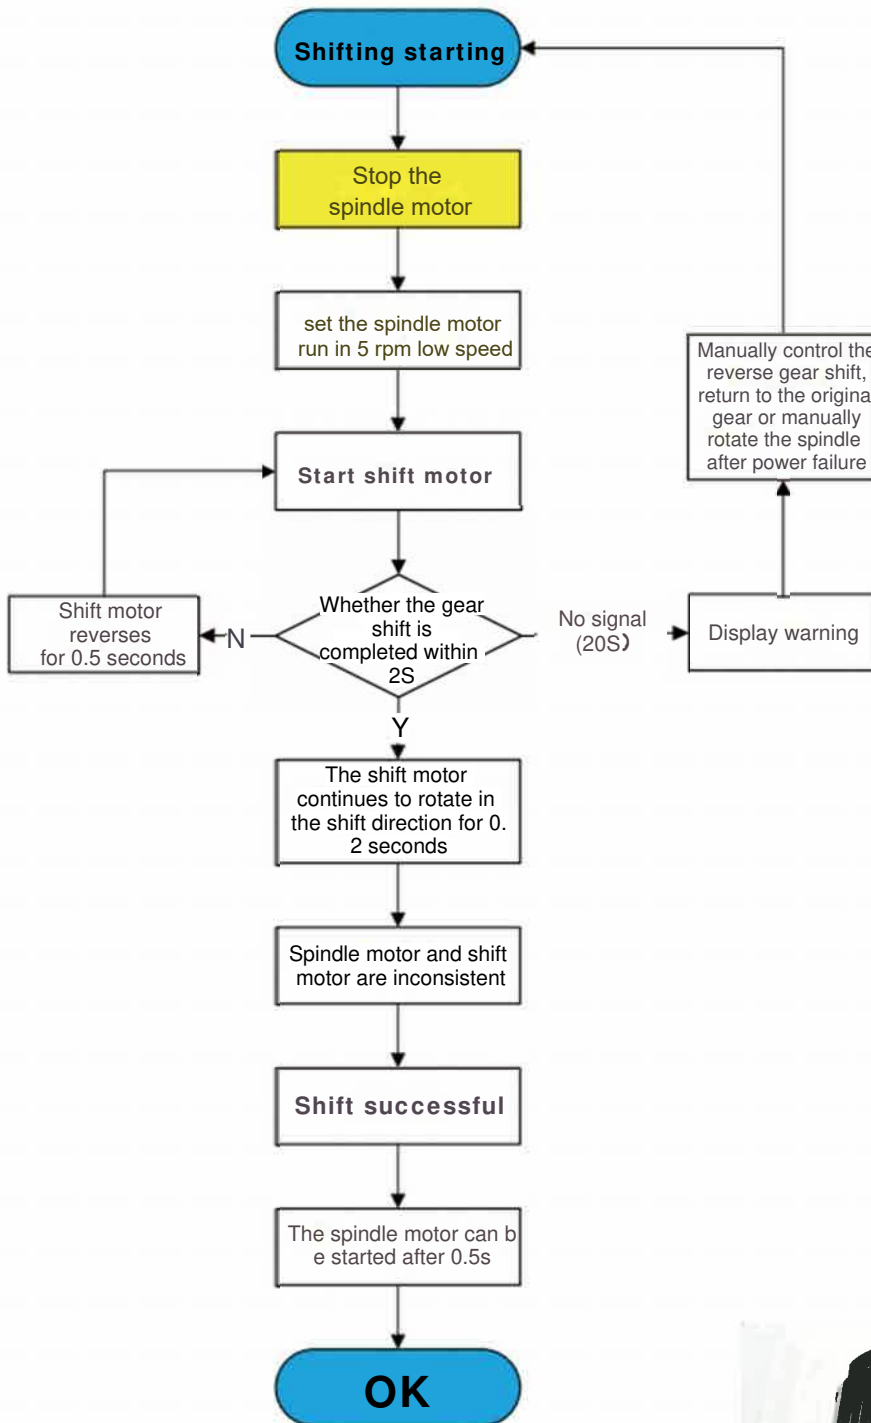 Shifting starting
Stop the
spindle motor
set the spindle motor
run in 5 rpm low speed
Manually control the
reverse gear shift,
return to the origina
gear or manually
rotate the spindle
after power failure
Start shift motor
Shift motor
reverses
for 0.5 seconds
N
Whether the gear
shift is
completed within
2S
No signal
(20S)
Display warning
Y
The shift motor
continues to rotate in
the shift direction for 0.
2 seconds
Spindle motor and shift
motor are inconsistent
Shift successful
The spindle motor can b
e started after 0.5s
OK